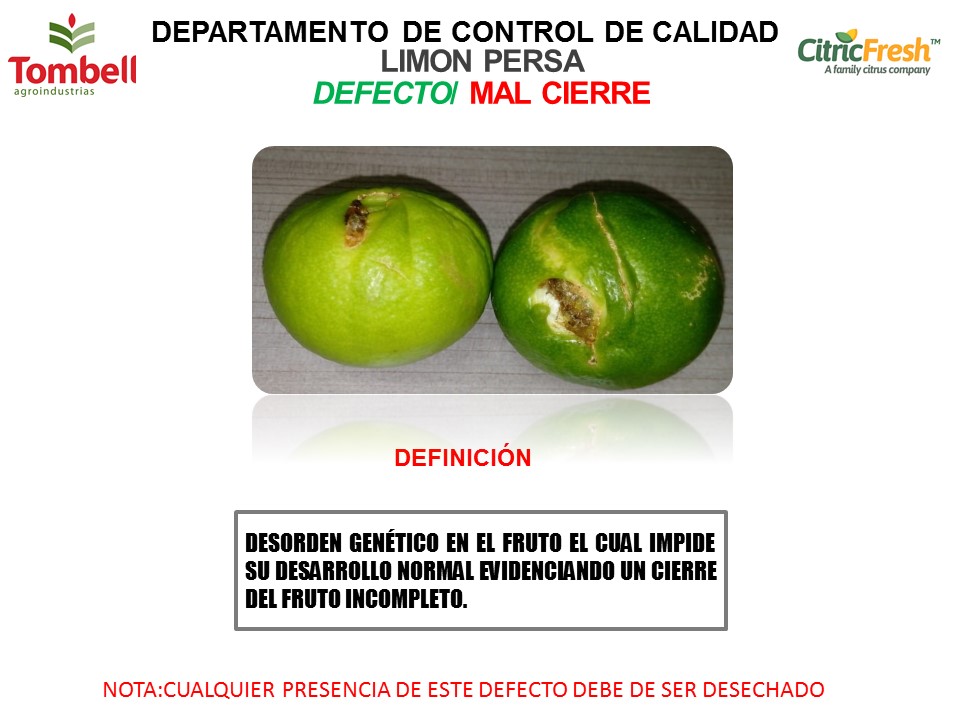 DEPARTAMENTO DE CONTROL DE CALIDAD
LIMON PERSA
DEFECTO/ MAL CIERRE
Tombell
agroindustrias
CitricFresh™
A family citrus company
DEFINICIÓN
DESORDEN GENÉTICO EN EL FRUTO EL CUAL IMPIDE
SU DESARROLLO NORMAL EVIDENCIANDO UN CIERRE
DEL FRUTO INCOMPLETO.
NOTA:CUALQUIER PRESENCIA DE ESTE DEFECTO DEBE DE SER DESECHADO